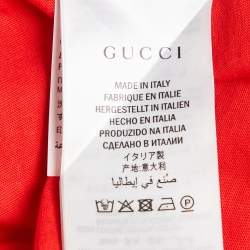 GUCCI
MADE IN ITALY
FABRIQUE EN ITALIE
HERGESTELLT IN ITALIEN
HECHO EN ITALIA
PRODUZIDO NA ITALIA
СДЕЛАНО В ИТАЛИИ
イタリア製
产地:意大利
صنع في إيطاليا